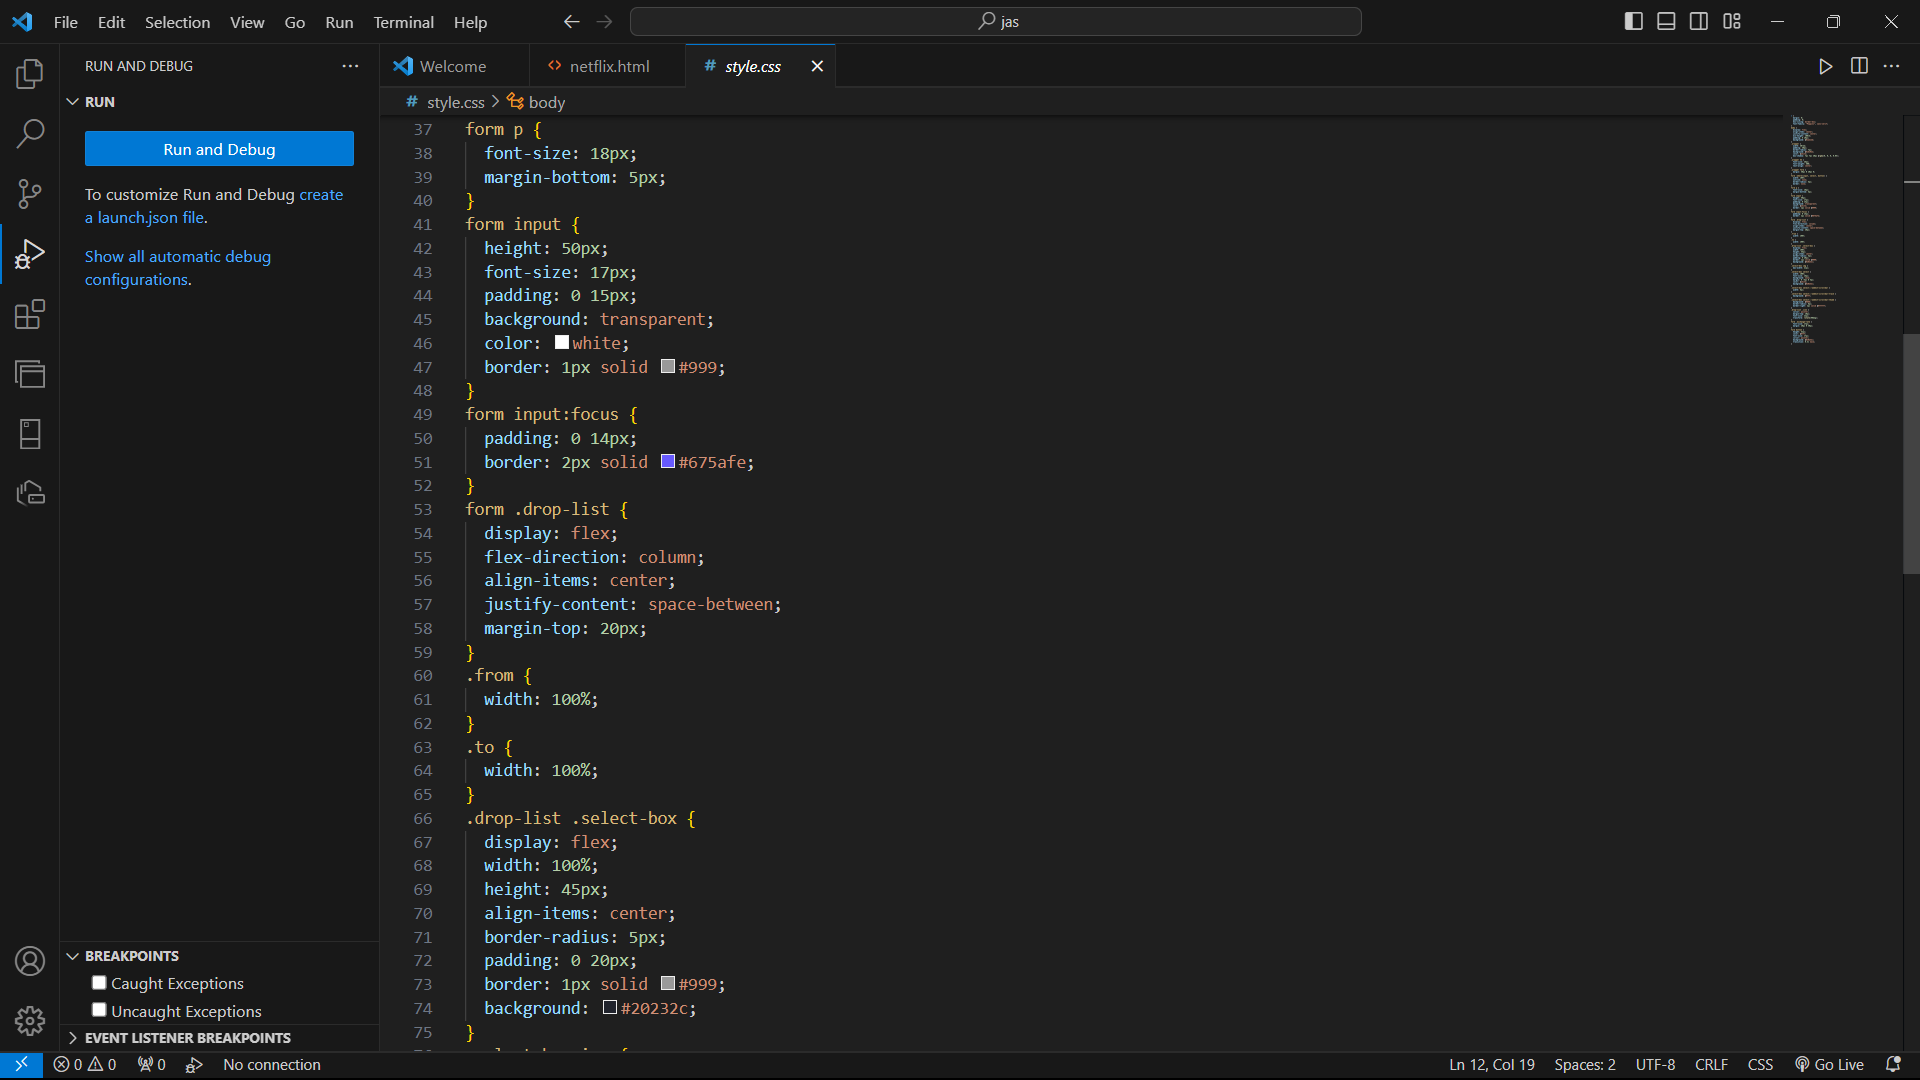 File Edit Selection View Go Run Terminal Help
jas
RUN AND DEBUG
RUN
Run and Debug
To customize Run and Debug create
a launch.json file.
Show all automatic debug
configurations.
BREAKPOINTS
Caught Exceptions
Uncaught Exceptions
EVENT LISTENER BREAKPOINTS
Welcome
netflix.html
# style.css
# style.css > body
37 form p {
38 font-size: 18px;
39 margin-bottom: 5px;
40 }
41 form input {
42 height: 50px;
43 font-size: 17px;
44 padding: 0 15px;
45 background: transparent;
46 color: white;
47 border: 1px solid #999;
48 }
49 form input:focus {
50 padding: 0 14px;
51 border: 2px solid #675afe;
52 }
53 form .drop-list {
54 display: flex;
55 flex-direction: column;
56 align-items: center;
57 justify-content: space-between;
58 margin-top: 20px;
59 }
60 .from {
61 width: 100%;
62 }
63 .to {
64 width: 100%;
65 }
66 .drop-list .select-box {
67 display: flex;
68 width: 100%;
69 height: 45px;
70 align-items: center;
71 border-radius: 5px;
72 padding: 0 20px;
73 border: 1px solid #999;
74 background: #20232c;
75 }
0 0 0 No connection
Ln 12, Col 19 Spaces: 2 UTF-8 CRLF CSS Go Live